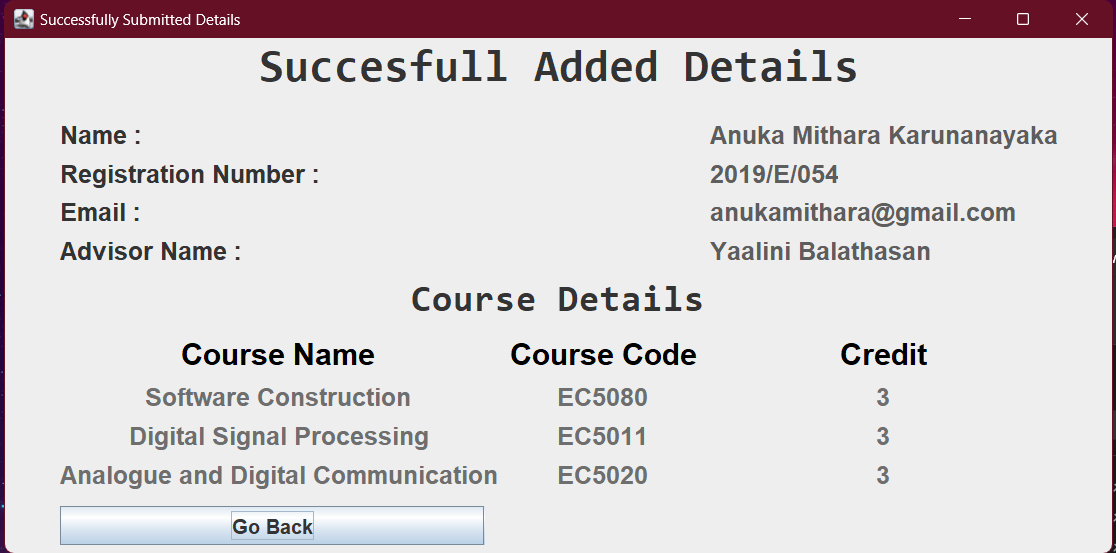 Successfully Submitted Details
Succesfull Added Details
Name : Anuka Mithara Karunanayaka
Registration Number : 2019/E/054
Email : anukamithara@gmail.com
Advisor Name : Yaalini Balathasan
Course Details
Course Name Course Code Credit
Software Construction EC5080 3
Digital Signal Processing EC5011 3
Analogue and Digital Communication EC5020 3
Go Back